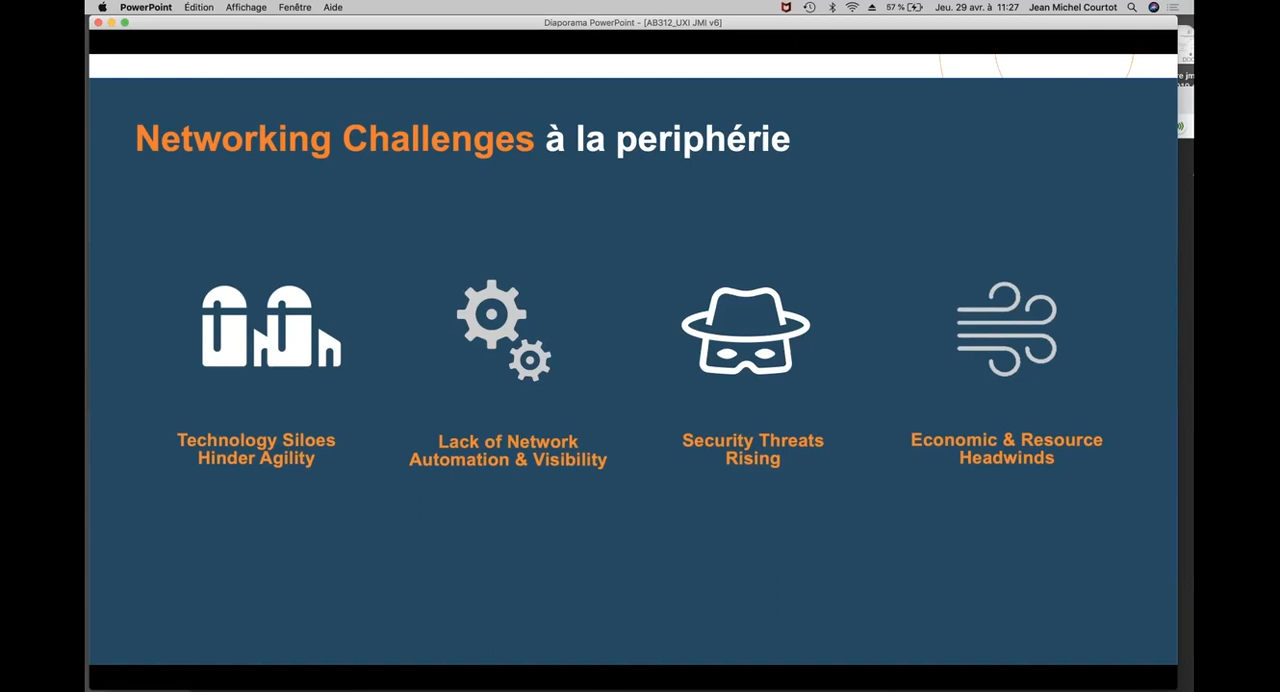 PowerPoint Édition Affichage Fenêtre Aide 57 % Jeu. 29 avr. à 11:27 Jean Michel Courtot
Diaporama PowerPoint - [AB312_UXI JMI v6]
Networking Challenges à la periphérie
Technology Siloes
Hinder Agility
Lack of Network
Automation & Visibility
Security Threats
Rising
Economic & Resource
Headwinds